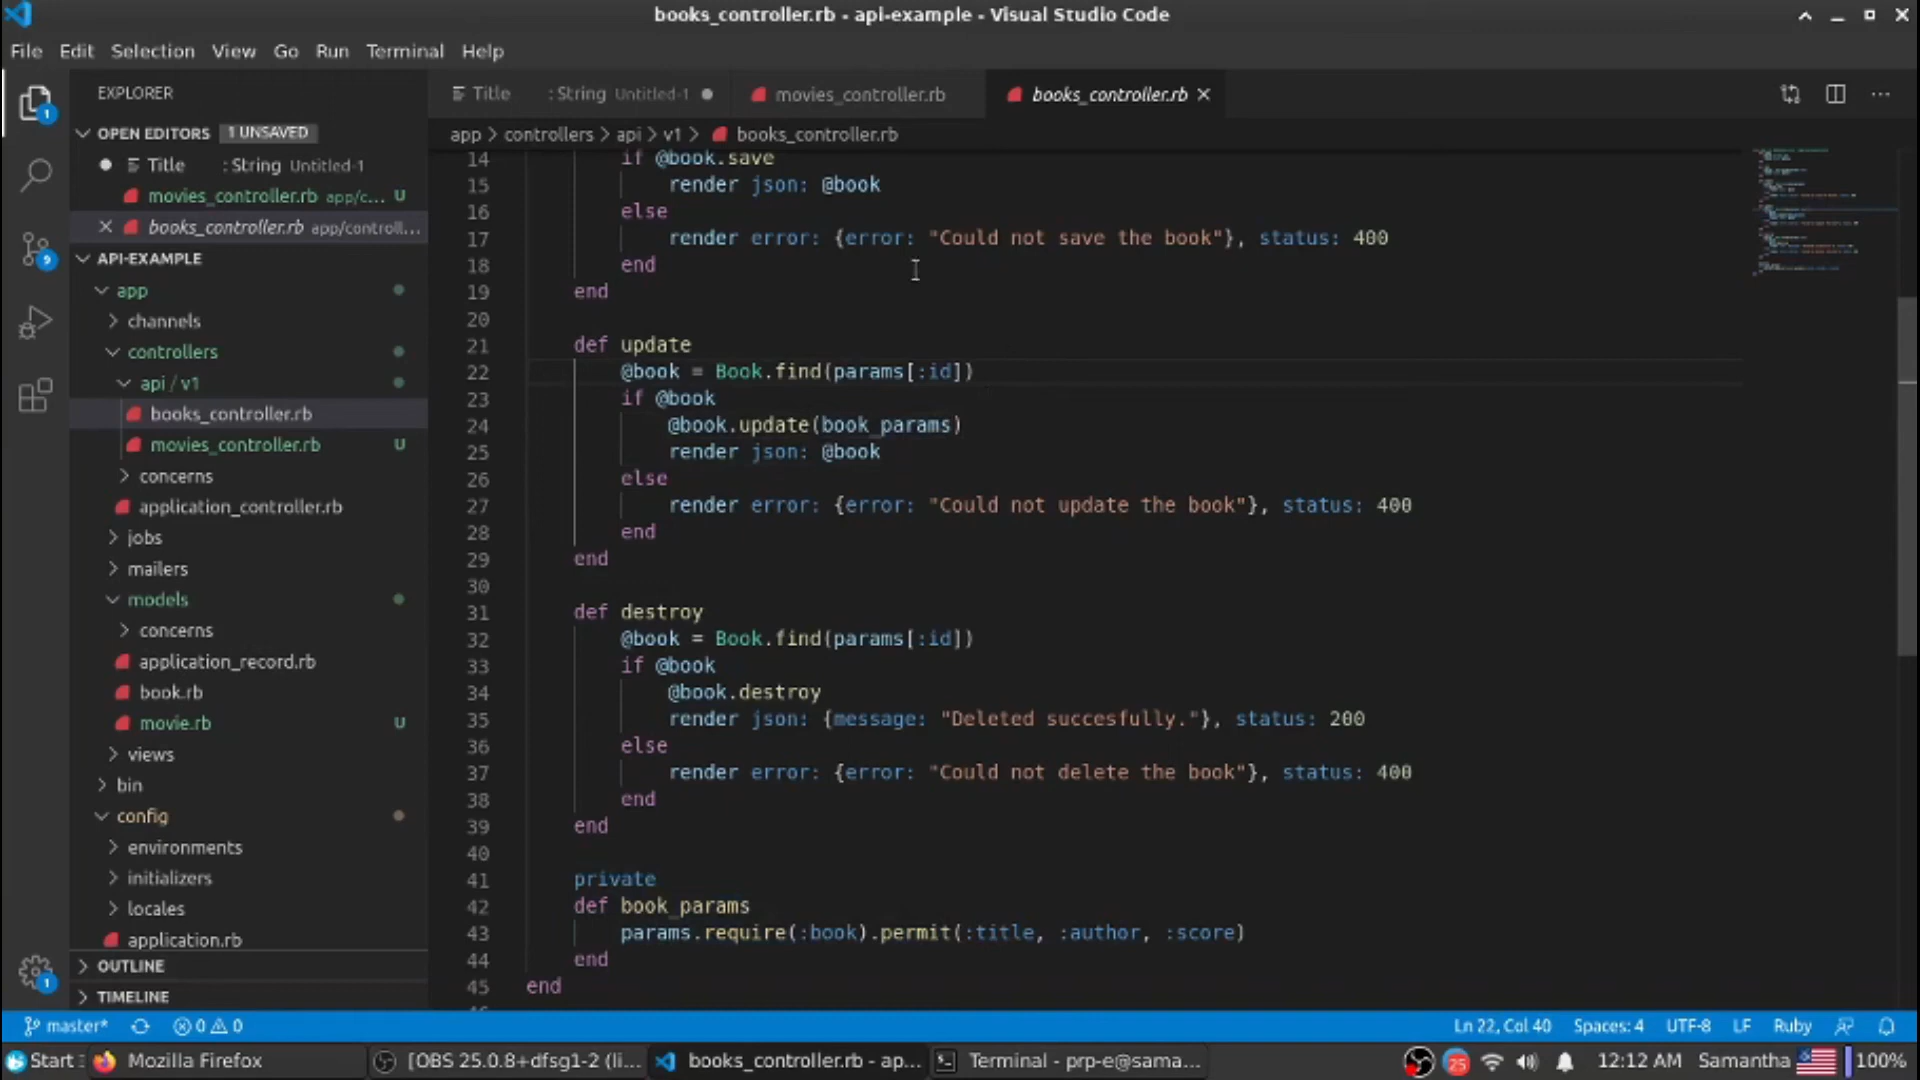 books_controller.rb - api-example - Visual Studio Code
File Edit Selection View Go Run Terminal Help
EXPLORER
OPEN EDITORS 1 UNSAVED
Title : String Untitled-1
movies_controller.rb app/c... U
books_controller.rb app/controll...
API-EXAMPLE
app
channels
controllers
api / v1
books_controller.rb
movies_controller.rb U
concerns
application_controller.rb
jobs
mailers
models
concerns
application_record.rb
book.rb
movie.rb U
views
bin
config
environments
initializers
locales
application.rb
OUTLINE
TIMELINE
1
9
1
Title : String Untitled-1 movies_controller.rb books_controller.rb
app > controllers > api > v1 > books_controller.rb
14 if @book.save
15 render json: @book
16 else
17 render error: {error: "Could not save the book"}, status: 400
18 end
19 end
20
21 def update
22 @book = Book.find(params[:id])
23 if @book
24 @book.update(book_params)
25 render json: @book
26 else
27 render error: {error: "Could not update the book"}, status: 400
28 end
29 end
30
31 def destroy
32 @book = Book.find(params[:id])
33 if @book
34 @book.destroy
35 render json: {message: "Deleted succesfully."}, status: 200
36 else
37 render error: {error: "Could not delete the book"}, status: 400
38 end
39 end
40
41 private
42 def book_params
43 params.require(:book).permit(:title, :author, :score)
44 end
45 end
master* 0 0 Ln 22, Col 40 Spaces: 4 UTF-8 LF Ruby
Start Mozilla Firefox [OBS 25.0.8+dfsg1-2 (li... books_controller.rb - ap... Terminal - prp-e@sama... 25 12:12 AM Samantha 100%